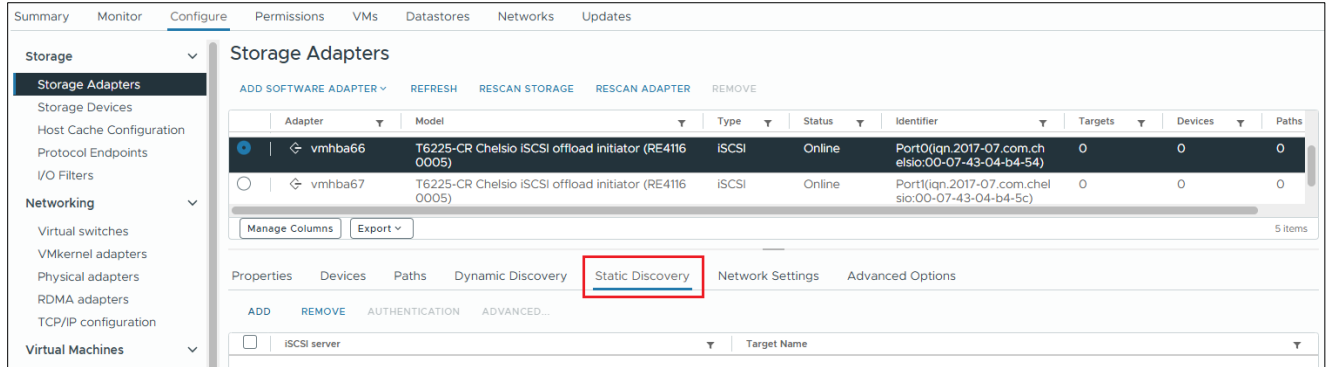 Summary Monitor Configure Permissions VMs Datastores Networks Updates
Storage
Storage Adapters
Storage Devices
Host Cache Configuration
Protocol Endpoints
I/O Filters
Networking
Virtual switches
VMkernel adapters
Physical adapters
RDMA adapters
TCP/IP configuration
Virtual Machines
Storage Adapters
ADD SOFTWARE ADAPTER REFRESH RESCAN STORAGE RESCAN ADAPTER REMOVE
Adapter Model Type Status Identifier Targets Devices Paths
vmhba66 T6225-CR Chelsio iSCSI offload initiator (RE4116 iSCSI Online Port0(iqn.2017-07.com.ch 0 0 0
0005) elsio:00-07-43-04-b4-54)
vmhba67 T6225-CR Chelsio iSCSI offload initiator (RE4116 iSCSI Online Port1(iqn.2017-07.com.chel 0 0 0
0005) sio:00-07-43-04-b4-5c)
Manage Columns Export 5 items
Properties Devices Paths Dynamic Discovery Static Discovery Network Settings Advanced Options
ADD REMOVE AUTHENTICATION ADVANCED...
iSCSI server Target Name